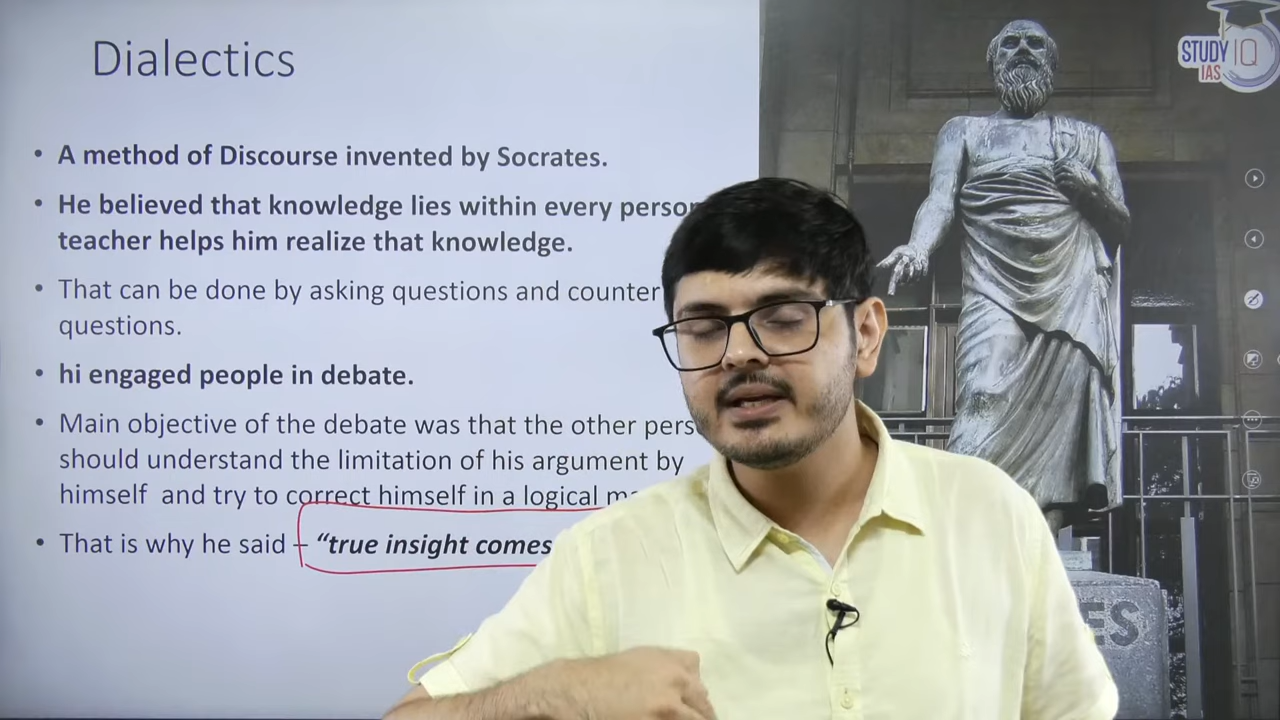 Dialectics
• A method of Discourse invented by Socrates.
• He believed that knowledge lies within every person
teacher helps him realize that knowledge.
• That can be done by asking questions and counter
questions.
• hi engaged people in debate.
• Main objective of the debate was that the other
should understand the limitation of his argument by
himself and try to correct himself in a logical
• That is why he said – “true insight comes
STUDY IQ
IAS
ES